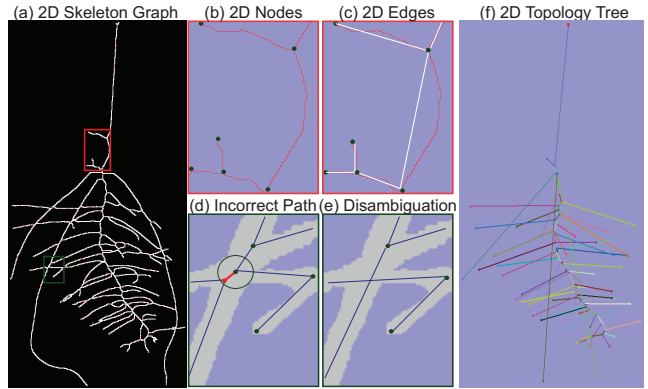 (a) 2D Skeleton Graph
(b) 2D Nodes
(c) 2D Edges
(f) 2D Topology Tree
(d) Incorrect Path
(e) Disambiguation